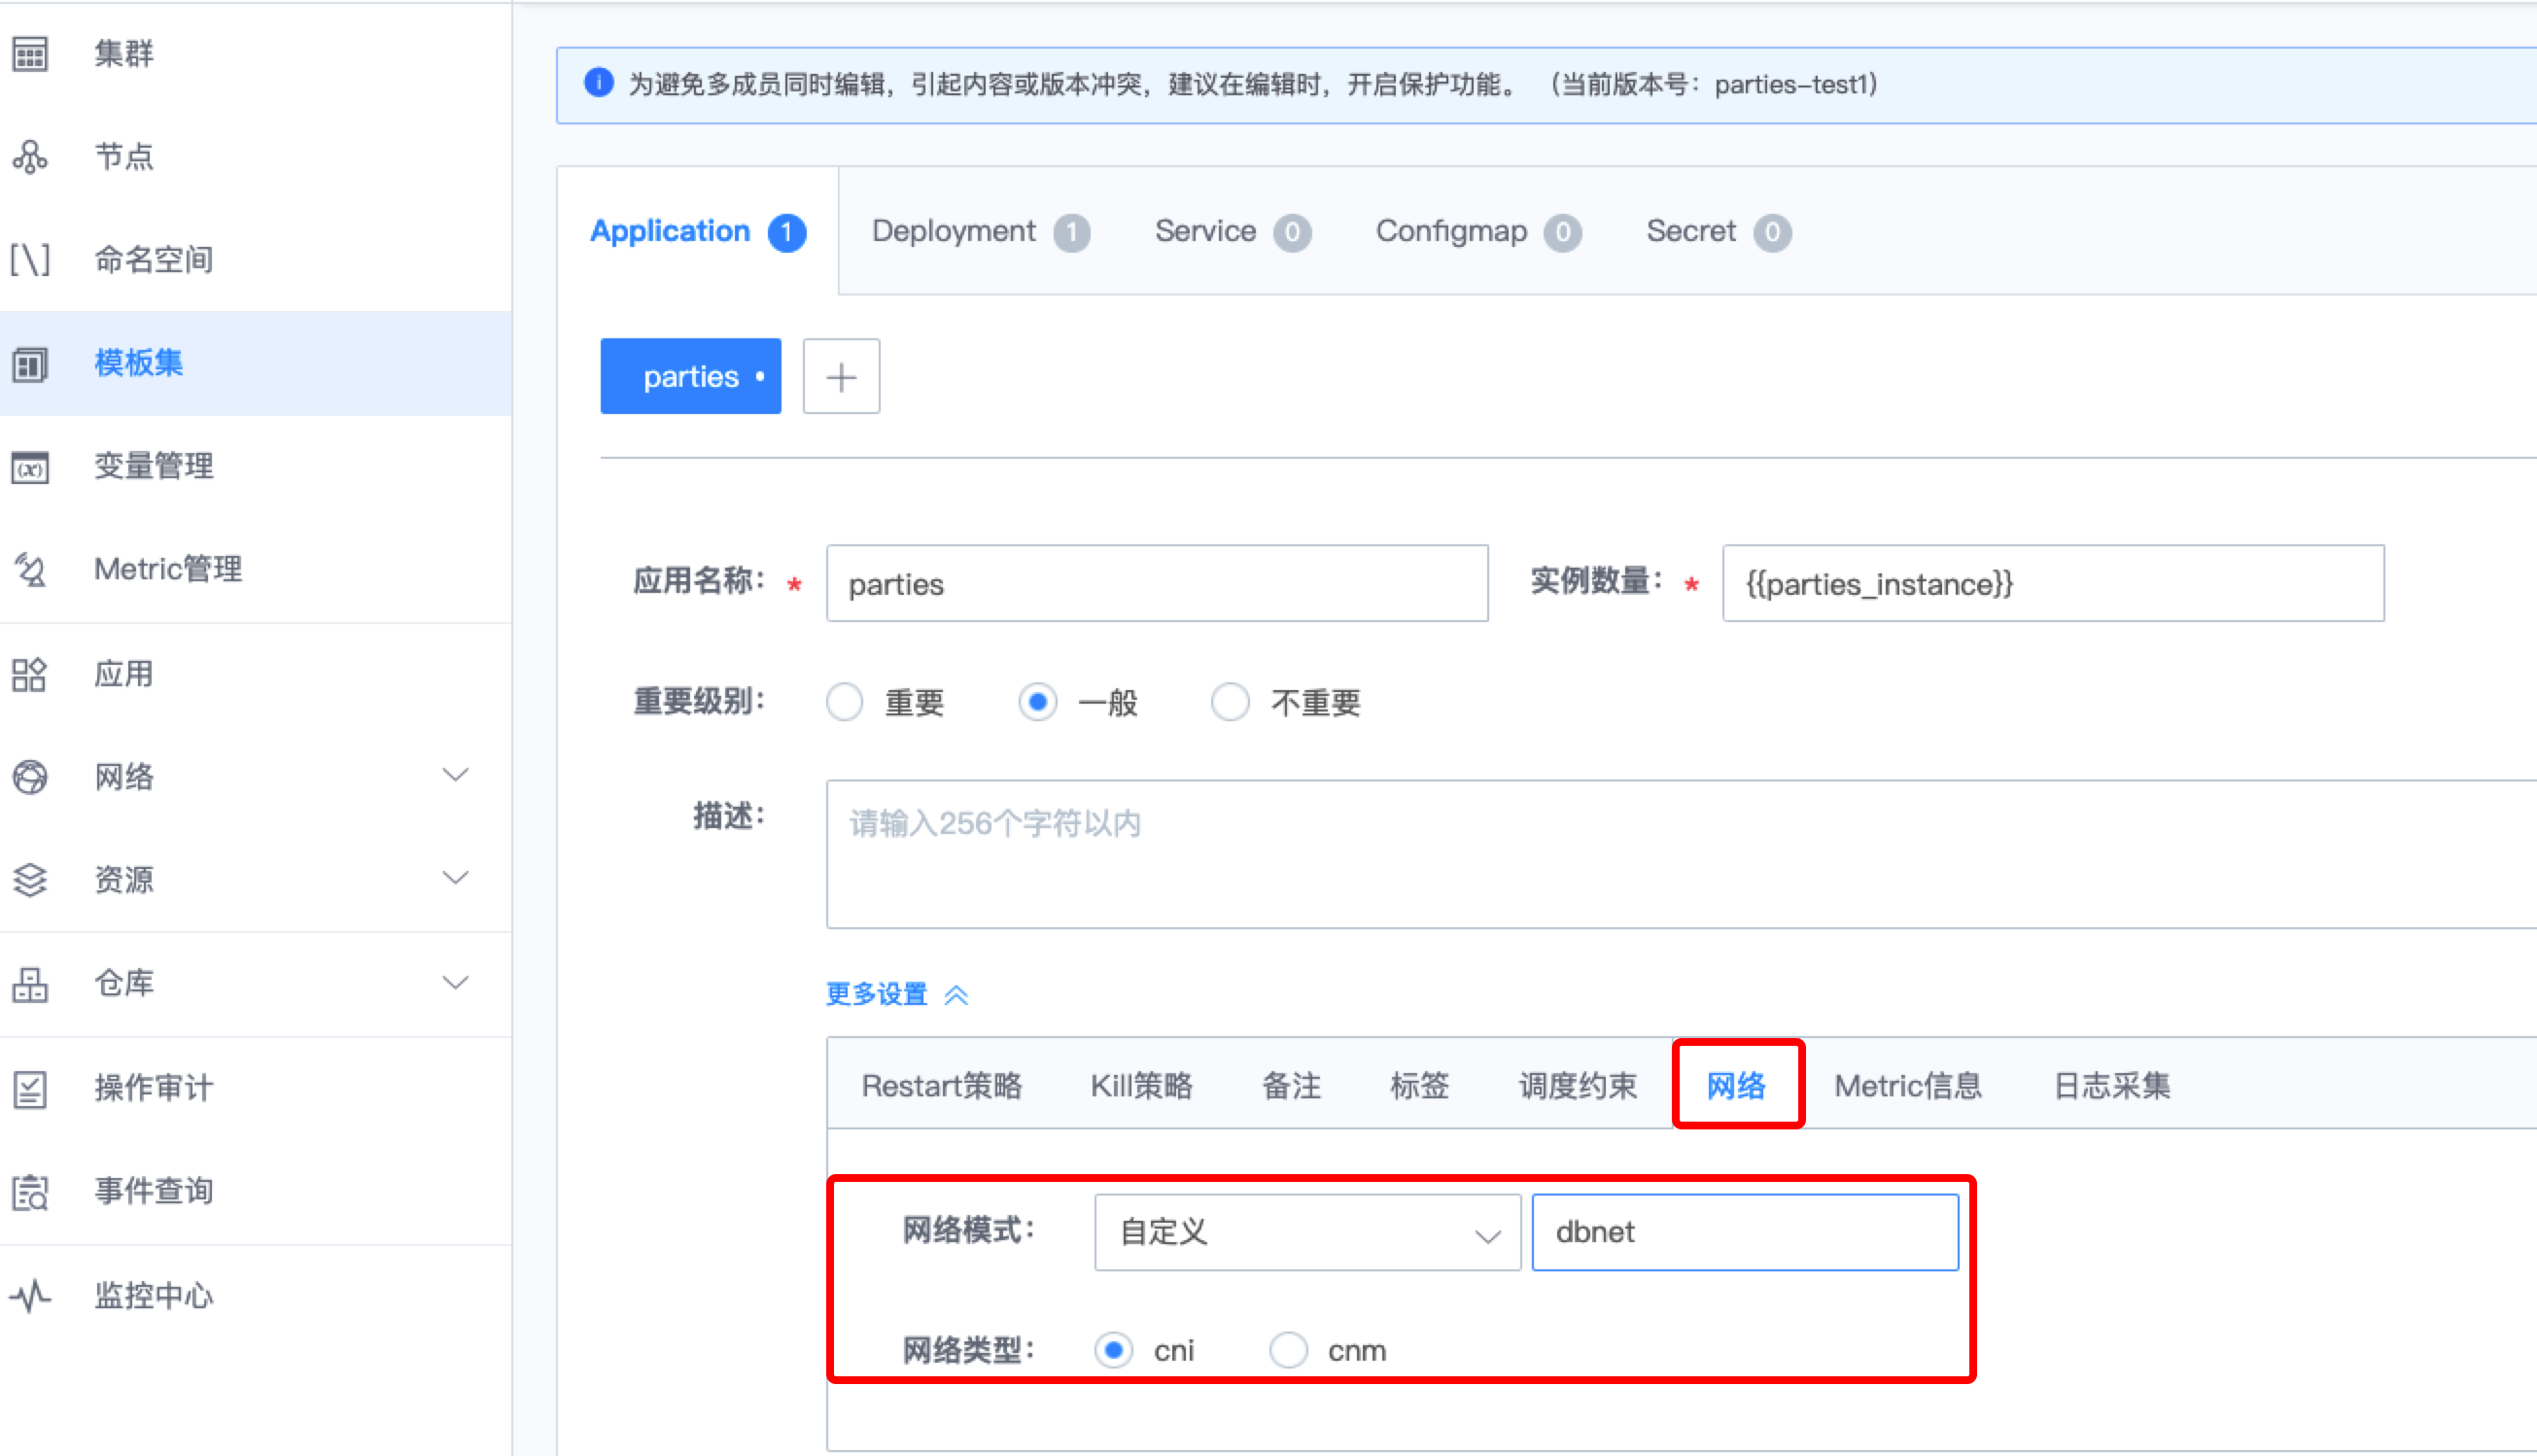 集群
节点
命名空间
模板集
变量管理
Metric管理
应用
网络
资源
仓库
操作审计
事件查询
监控中心
为避免多成员同时编辑，引起内容或版本冲突，建议在编辑时，开启保护功能。（当前版本号：parties-test1）
Application 1 Deployment 1 Service 0 Configmap 0 Secret 0
parties • +
应用名称： * parties 实例数量： * {{parties_instance}}
重要级别： 重要 一般 不重要
描述： 请输入256个字符以内
更多设置
Restart策略 Kill策略 备注 标签 调度约束 网络 Metric信息 日志采集
网络模式： 自定义 dbnet
网络类型： cni cnm